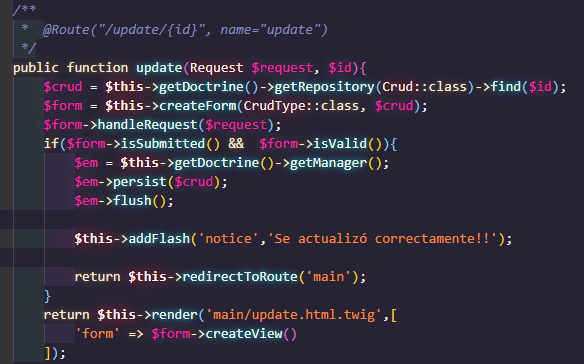 /**
 *  @Route("/update/{id}", name="update")
 */
public function update(Request $request, $id){
    $crud = $this->getDoctrine()->getRepository(Crud::class)->find($id);
    $form = $this->createForm(CrudType::class, $crud);
    $form->handleRequest($request);
    if($form->isSubmitted() &&  $form->isValid()){
        $em = $this->getDoctrine()->getManager();
        $em->persist($crud);
        $em->flush();
        $this->addFlash('notice','Se actualizó correctamente!!');
        return $this->redirectToRoute('main');
    }
    return $this->render('main/update.html.twig',[
        'form' => $form->createView()
    ]);